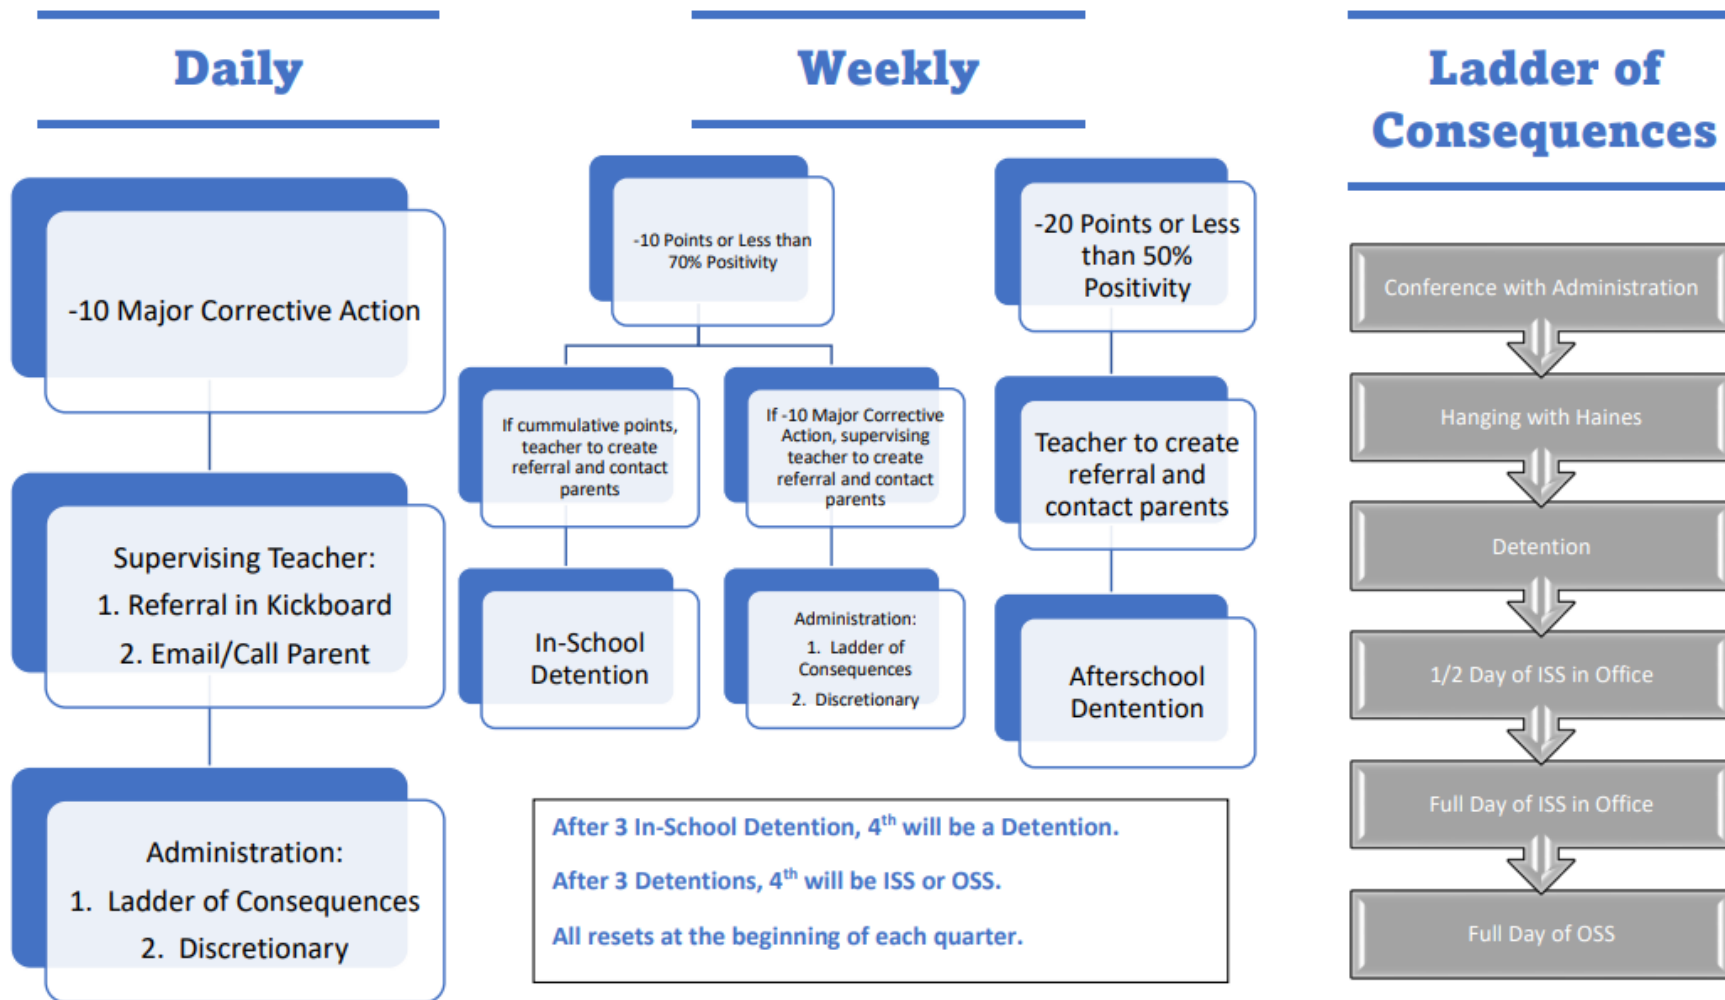 Daily
-10 Major Corrective Action
Supervising Teacher:
1. Referral in Kickboard
2. Email/Call Parent
Administration:
1. Ladder of Consequences
2. Discretionary
Weekly
-10 Points or Less than
70% Positivity
If cummulative points,
teacher to create
referral and contact
parents
In-School
Detention
If -10 Major Corrective
Action, supervising
teacher to create
referral and contact
parents
Administration:
1. Ladder of
Consequences
2. Discretionary
-20 Points or Less
than 50%
Positivity
Teacher to create
referral and
contact parents
Afterschool
Dentention
After 3 In-School Detention, 4th will be a Detention.
After 3 Detentions, 4th will be ISS or OSS.
All resets at the beginning of each quarter.
Ladder of
Consequences
Conference with Administration
Hanging with Haines
Detention
1/2 Day of ISS in Office
Full Day of ISS in Office
Full Day of OSS